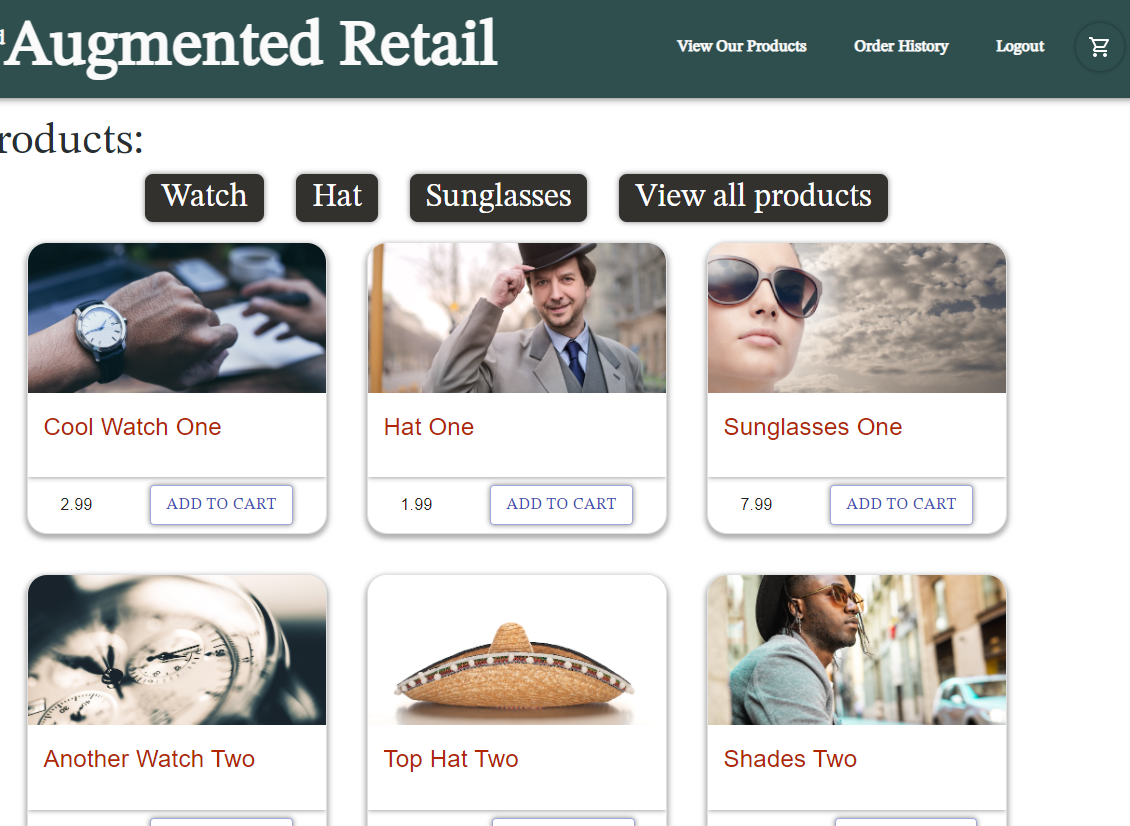 Augmented Retail
View Our Products
Order History
Logout
roducts:
Watch
Hat
Sunglasses
View all products
Cool Watch One
Hat One
Sunglasses One
2.99
ADD TO CART
1.99
ADD TO CART
7.99
ADD TO CART
Another Watch Two
Top Hat Two
Shades Two